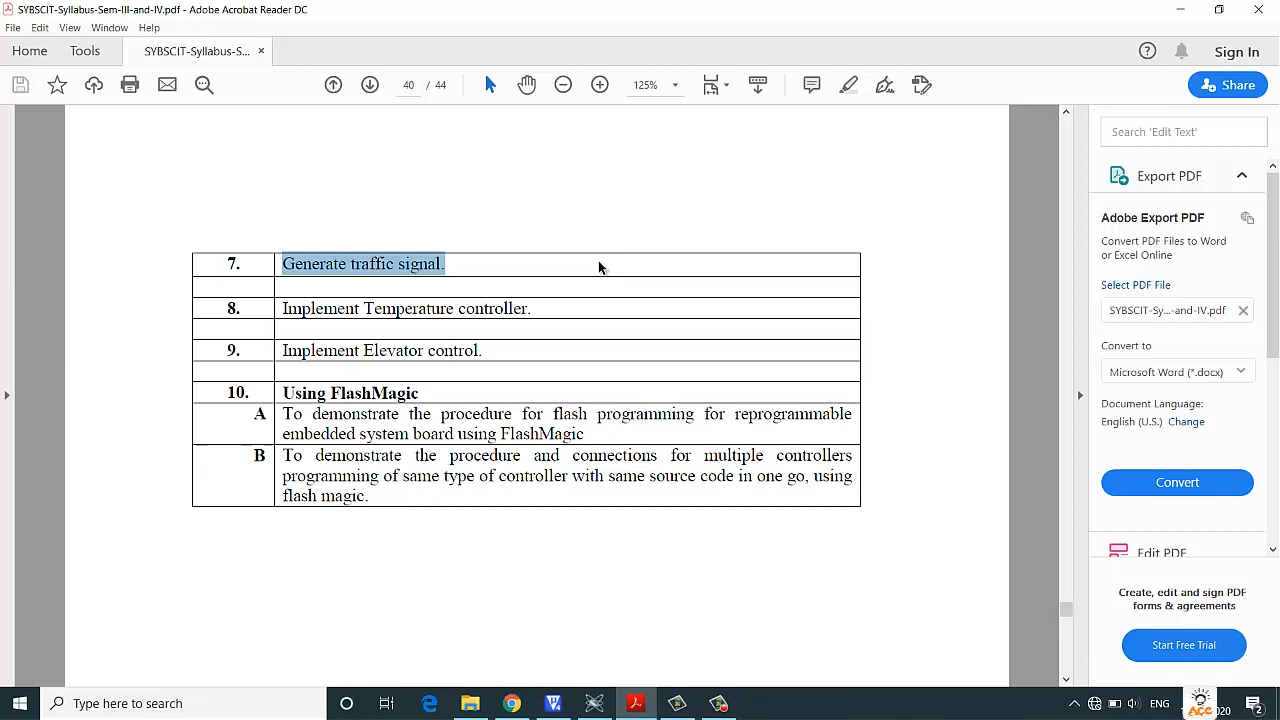 SYBSCIT-Syllabus-Sem-III-and-IV.pdf - Adobe Acrobat Reader DC
File Edit View Window Help
Home Tools SYBSCIT-Syllabus-S... × Sign In
40 / 44 125% Share
Search 'Edit Text'
Export PDF
Adobe Export PDF
Convert PDF Files to Word
or Excel Online
Select PDF File
SYBSCIT-Sy...-and-IV.pdf
Convert to
Microsoft Word (*.docx)
Document Language:
English (U.S.) Change
Convert
Edit PDF
Create, edit and sign PDF
forms & agreements
Start Free Trial
7. Generate traffic signal.
8. Implement Temperature controller.
9. Implement Elevator control.
10. Using FlashMagic
A To demonstrate the procedure for flash programming for reprogrammable
embedded system board using FlashMagic
B To demonstrate the procedure and connections for multiple controllers
programming of same type of controller with same source code in one go, using
flash magic.
Type here to search
ENG
Acc
020
2